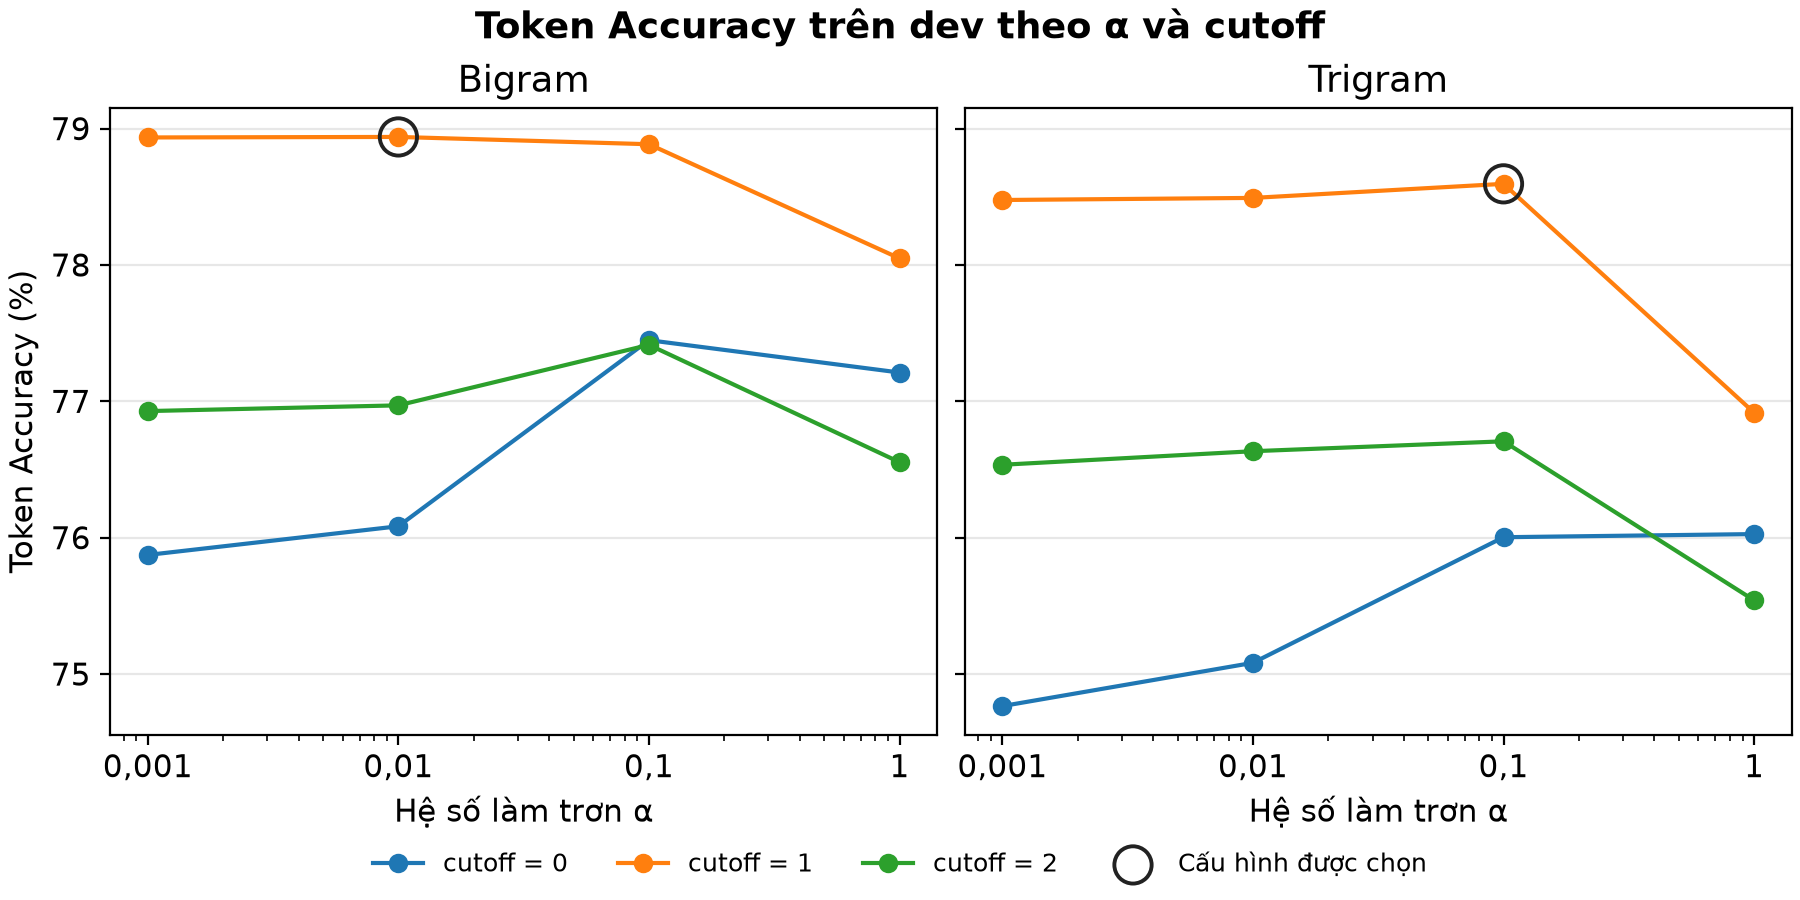 Token Accuracy trên dev theo α và cutoff
Bigram
Trigram
Token Accuracy (%)
79
78
77
76
75
0,001 0,01 0,1 1
0,001 0,01 0,1 1
Hệ số làm trơn α
Hệ số làm trơn α
cutoff = 0 cutoff = 1 cutoff = 2 Cấu hình được chọn